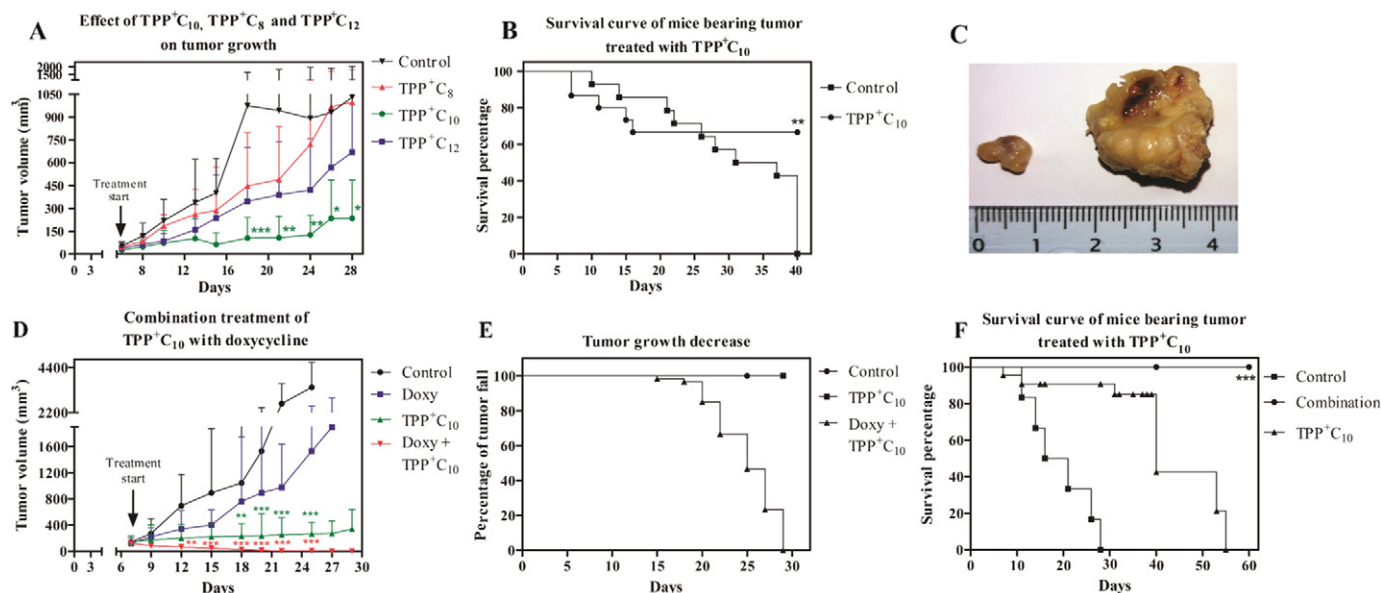 A
Effect of TPP⁺C₁₀, TPP⁺C₈ and TPP⁺C₁₂
on tumor growth
Tumor volume (mm³)
2000
1500
1050
900
750
600
450
300
150
0
Treatment
start
***
**
**
*
*
0 3 6 8 12 16 20 24 28
Days
Control
TPP⁺C₈
TPP⁺C₁₀
TPP⁺C₁₂
B
Survival curve of mice bearing tumor
treated with TPP⁺C₁₀
Survival percentage
100
80
60
40
20
0
**
0 5 10 15 20 25 30 35 40
Days
Control
TPP⁺C₁₀
C
0 1 2 3 4
D
Combination treatment of
TPP⁺C₁₀ with doxycycline
Tumor volume (mm³)
4400
2200
1600
1200
800
400
0
Treatment
start
** *** *** ***
** *** *** *** *** ***
0 3 6 9 12 15 18 21 24 27 30
Days
Control
Doxy
TPP⁺C₁₀
Doxy +
TPP⁺C₁₀
E
Tumor growth decrease
Percentage of tumor fall
100
80
60
40
20
0
0 5 10 15 20 25 30
Days
Control
TPP⁺C₁₀
Doxy +
TPP⁺C₁₀
F
Survival curve of mice bearing tumor
treated with TPP⁺C₁₀
Survival percentage
100
80
60
40
20
0
***
0 10 20 30 40 50 60
Days
Control
Combination
TPP⁺C₁₀